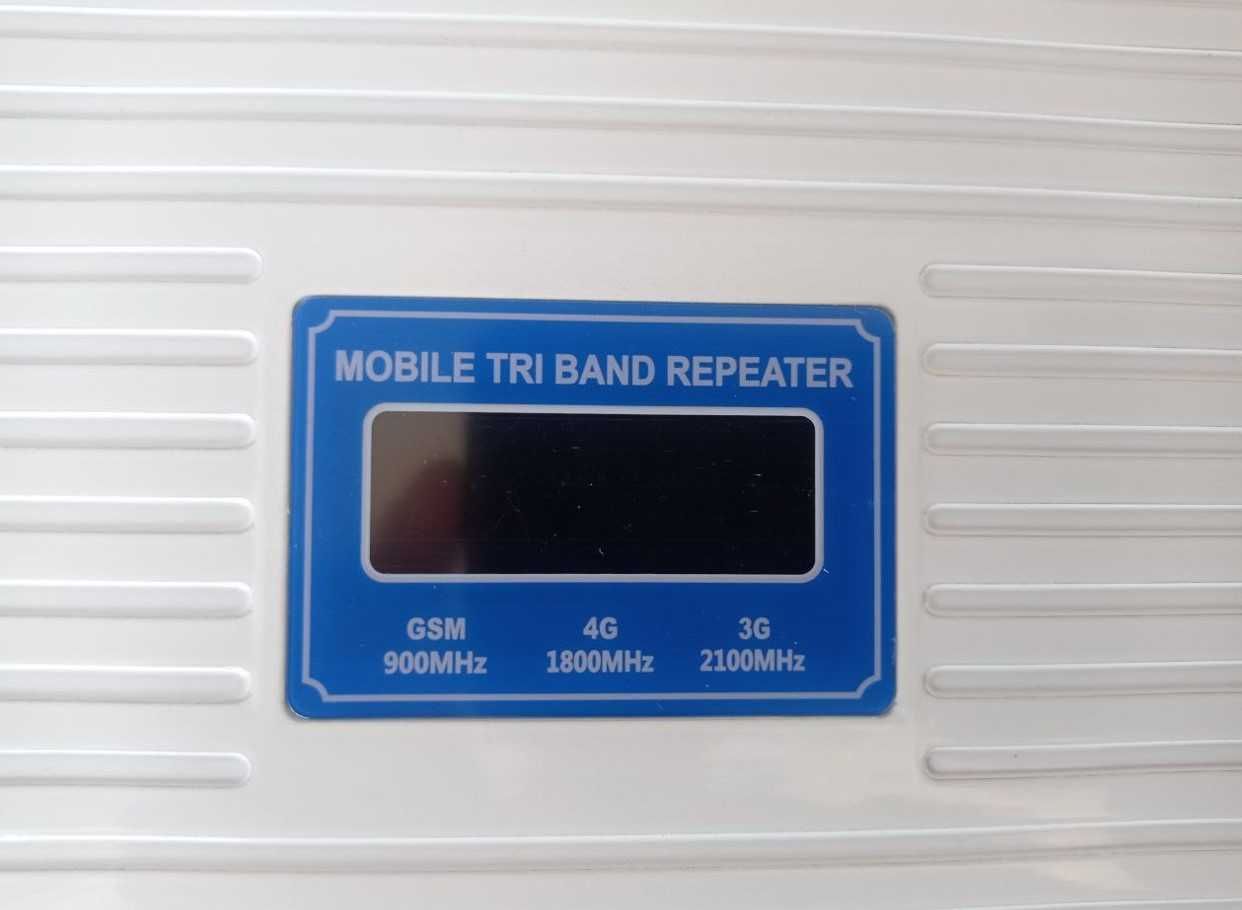 MOBILE TRI BAND REPEATER
GSM 4G 3G
900MHz 1800MHz 2100MHz